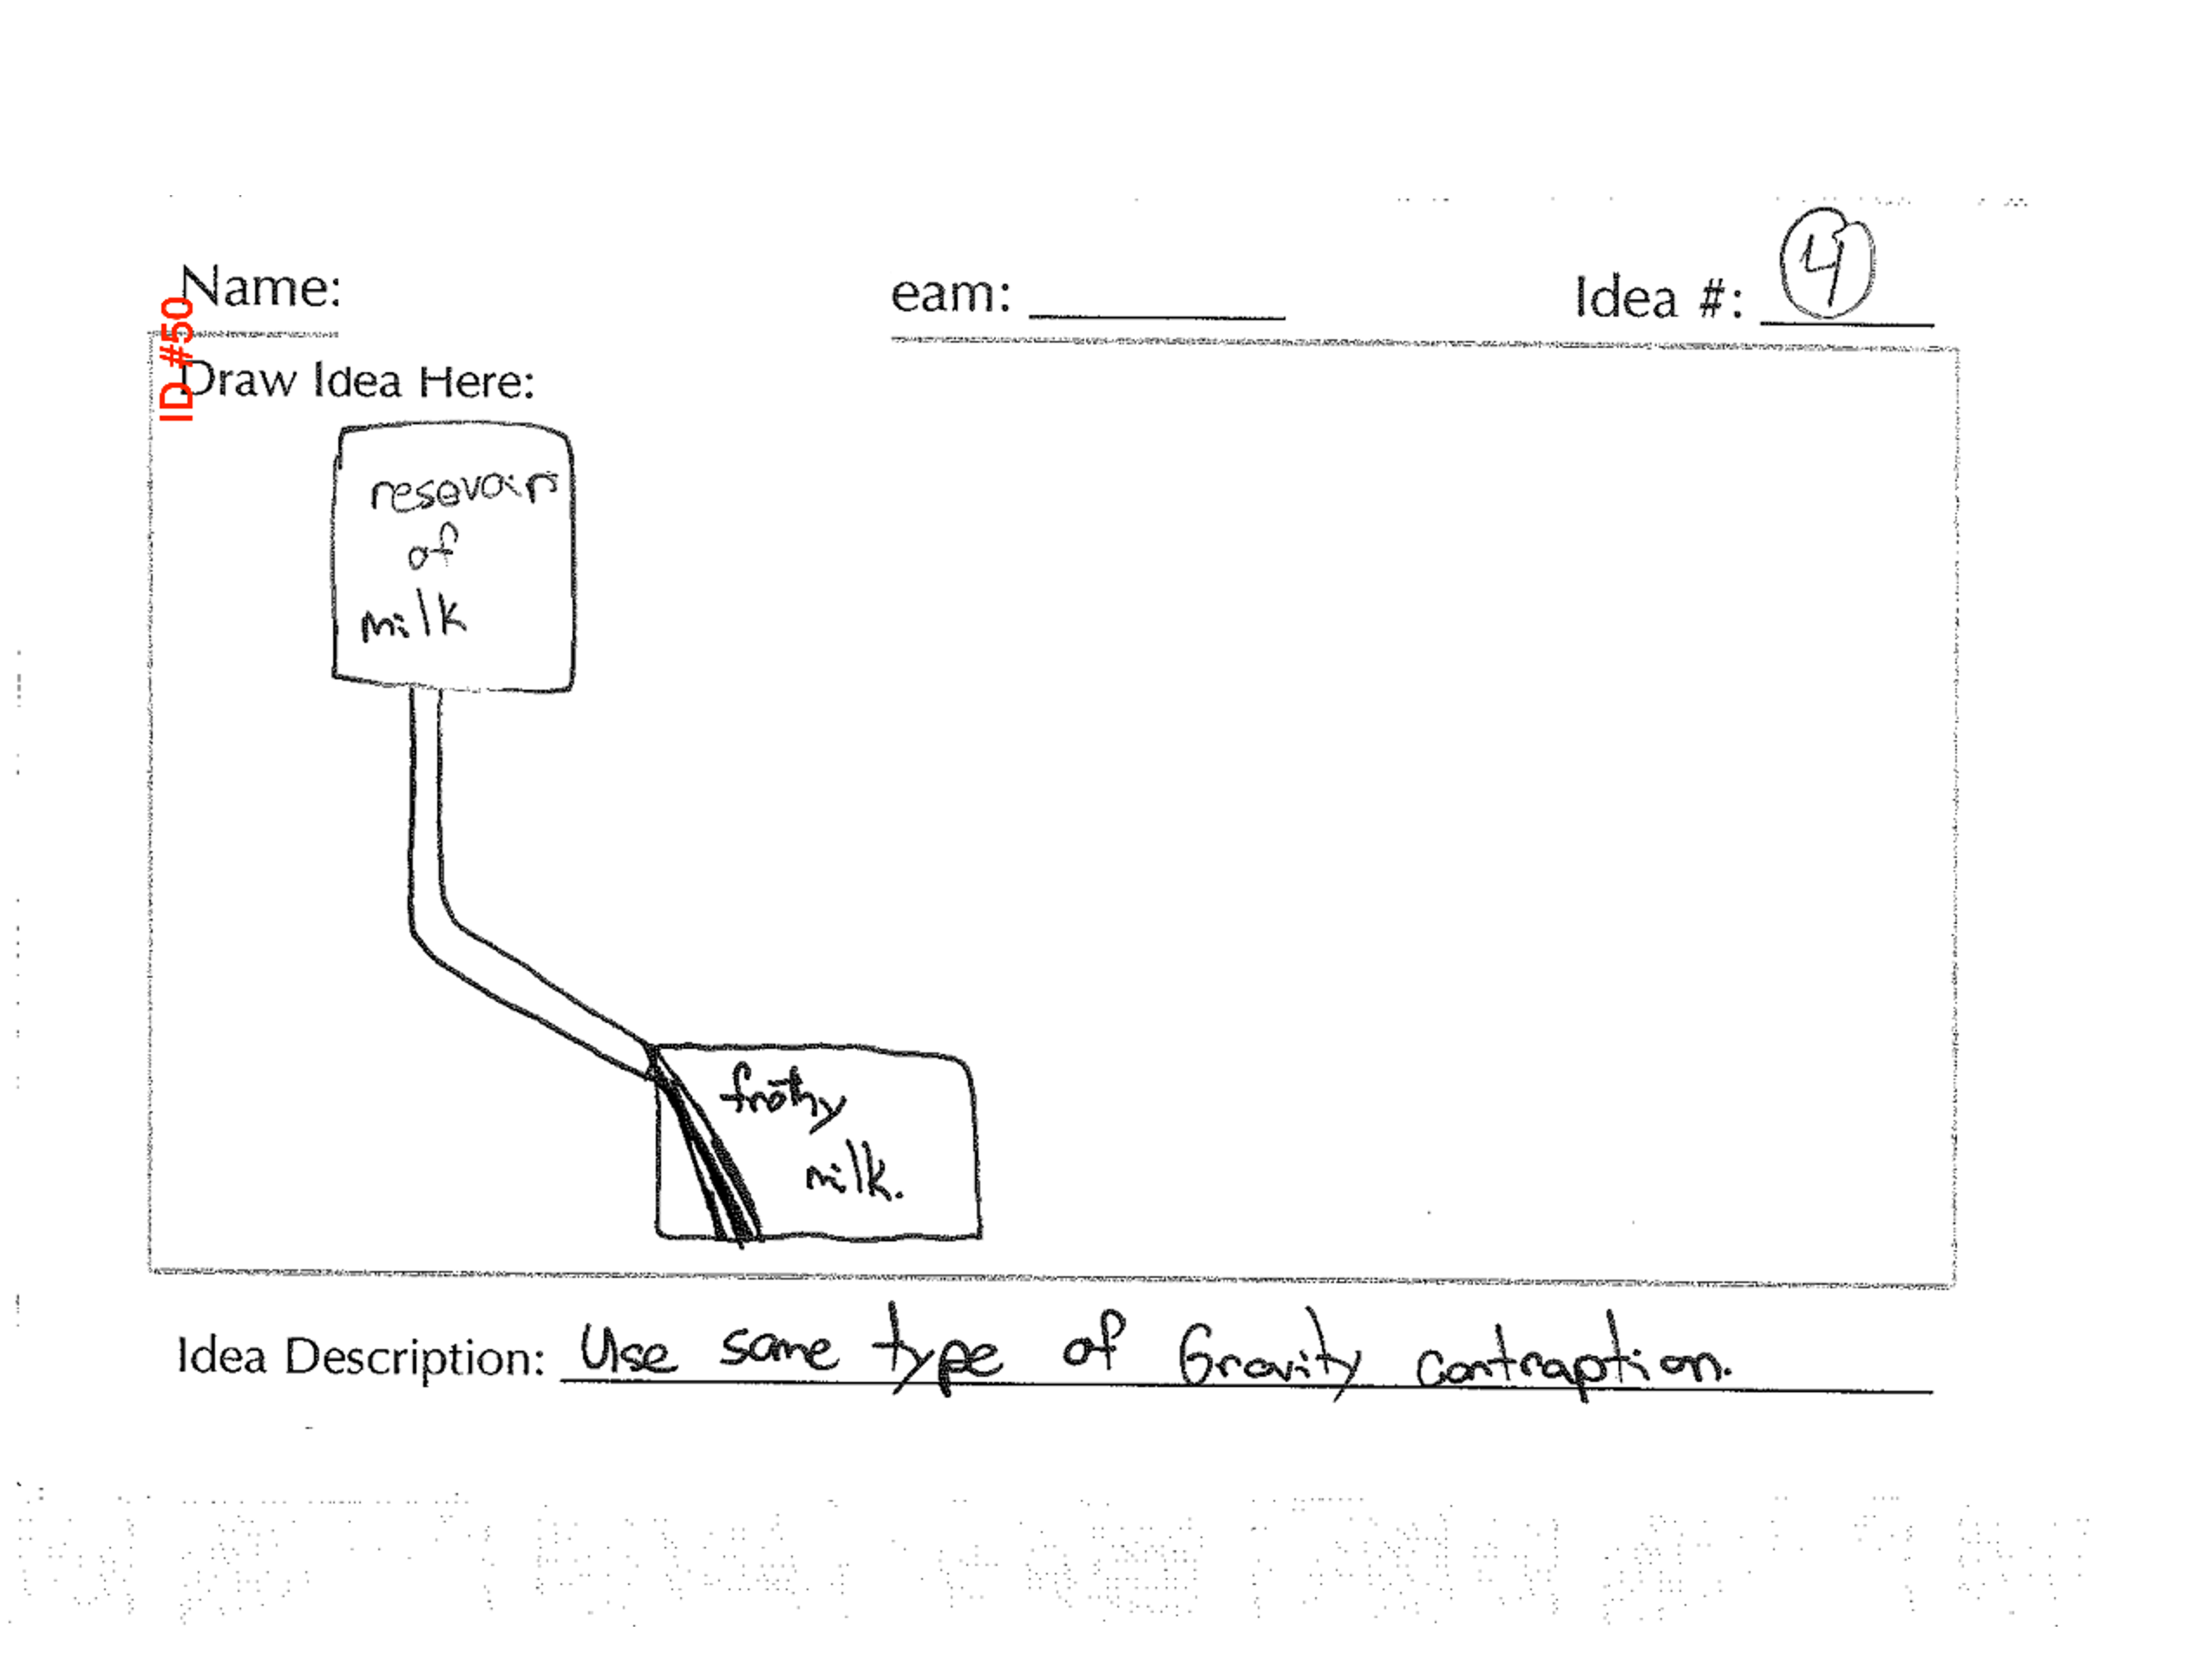 Name:
eam:
Idea #: 4
ID #50
Draw Idea Here:
resevoir
of
milk
frothy
milk.
Idea Description: Use same type of Gravity contraption.